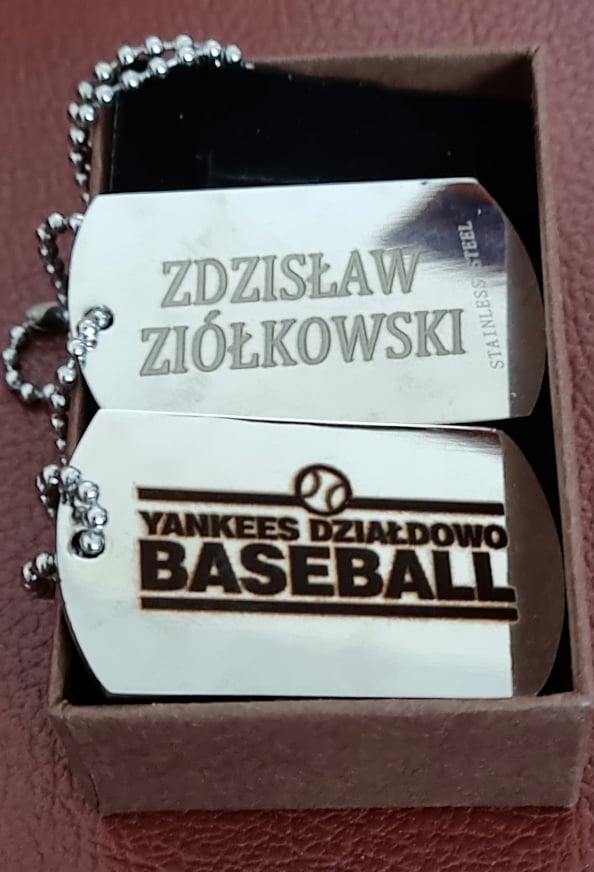 ZDZISŁAW
ZIÓŁKOWSKI
STAINLESS STEEL
YANKEES DZIAŁDOWO
BASEBALL